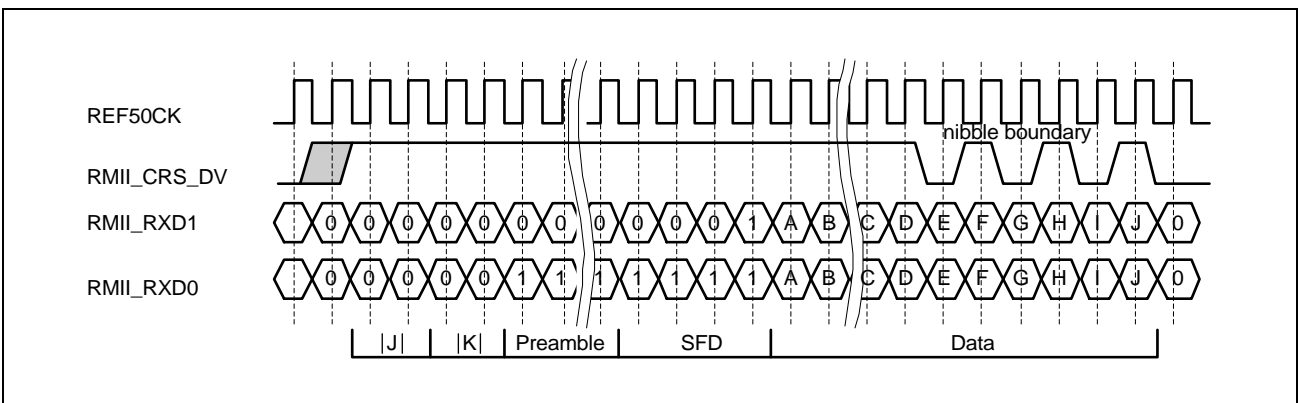 REF50CK
nibble boundary
RMII_CRS_DV
RMII_RXD1 0 0 0 0 0 0 0 0 0 0 0 1 A B C D E F G H I J 0
RMII_RXD0 0 0 0 0 0 1 1 1 1 1 1 1 A B C D E F G H I J 0
|J| |K| Preamble SFD Data